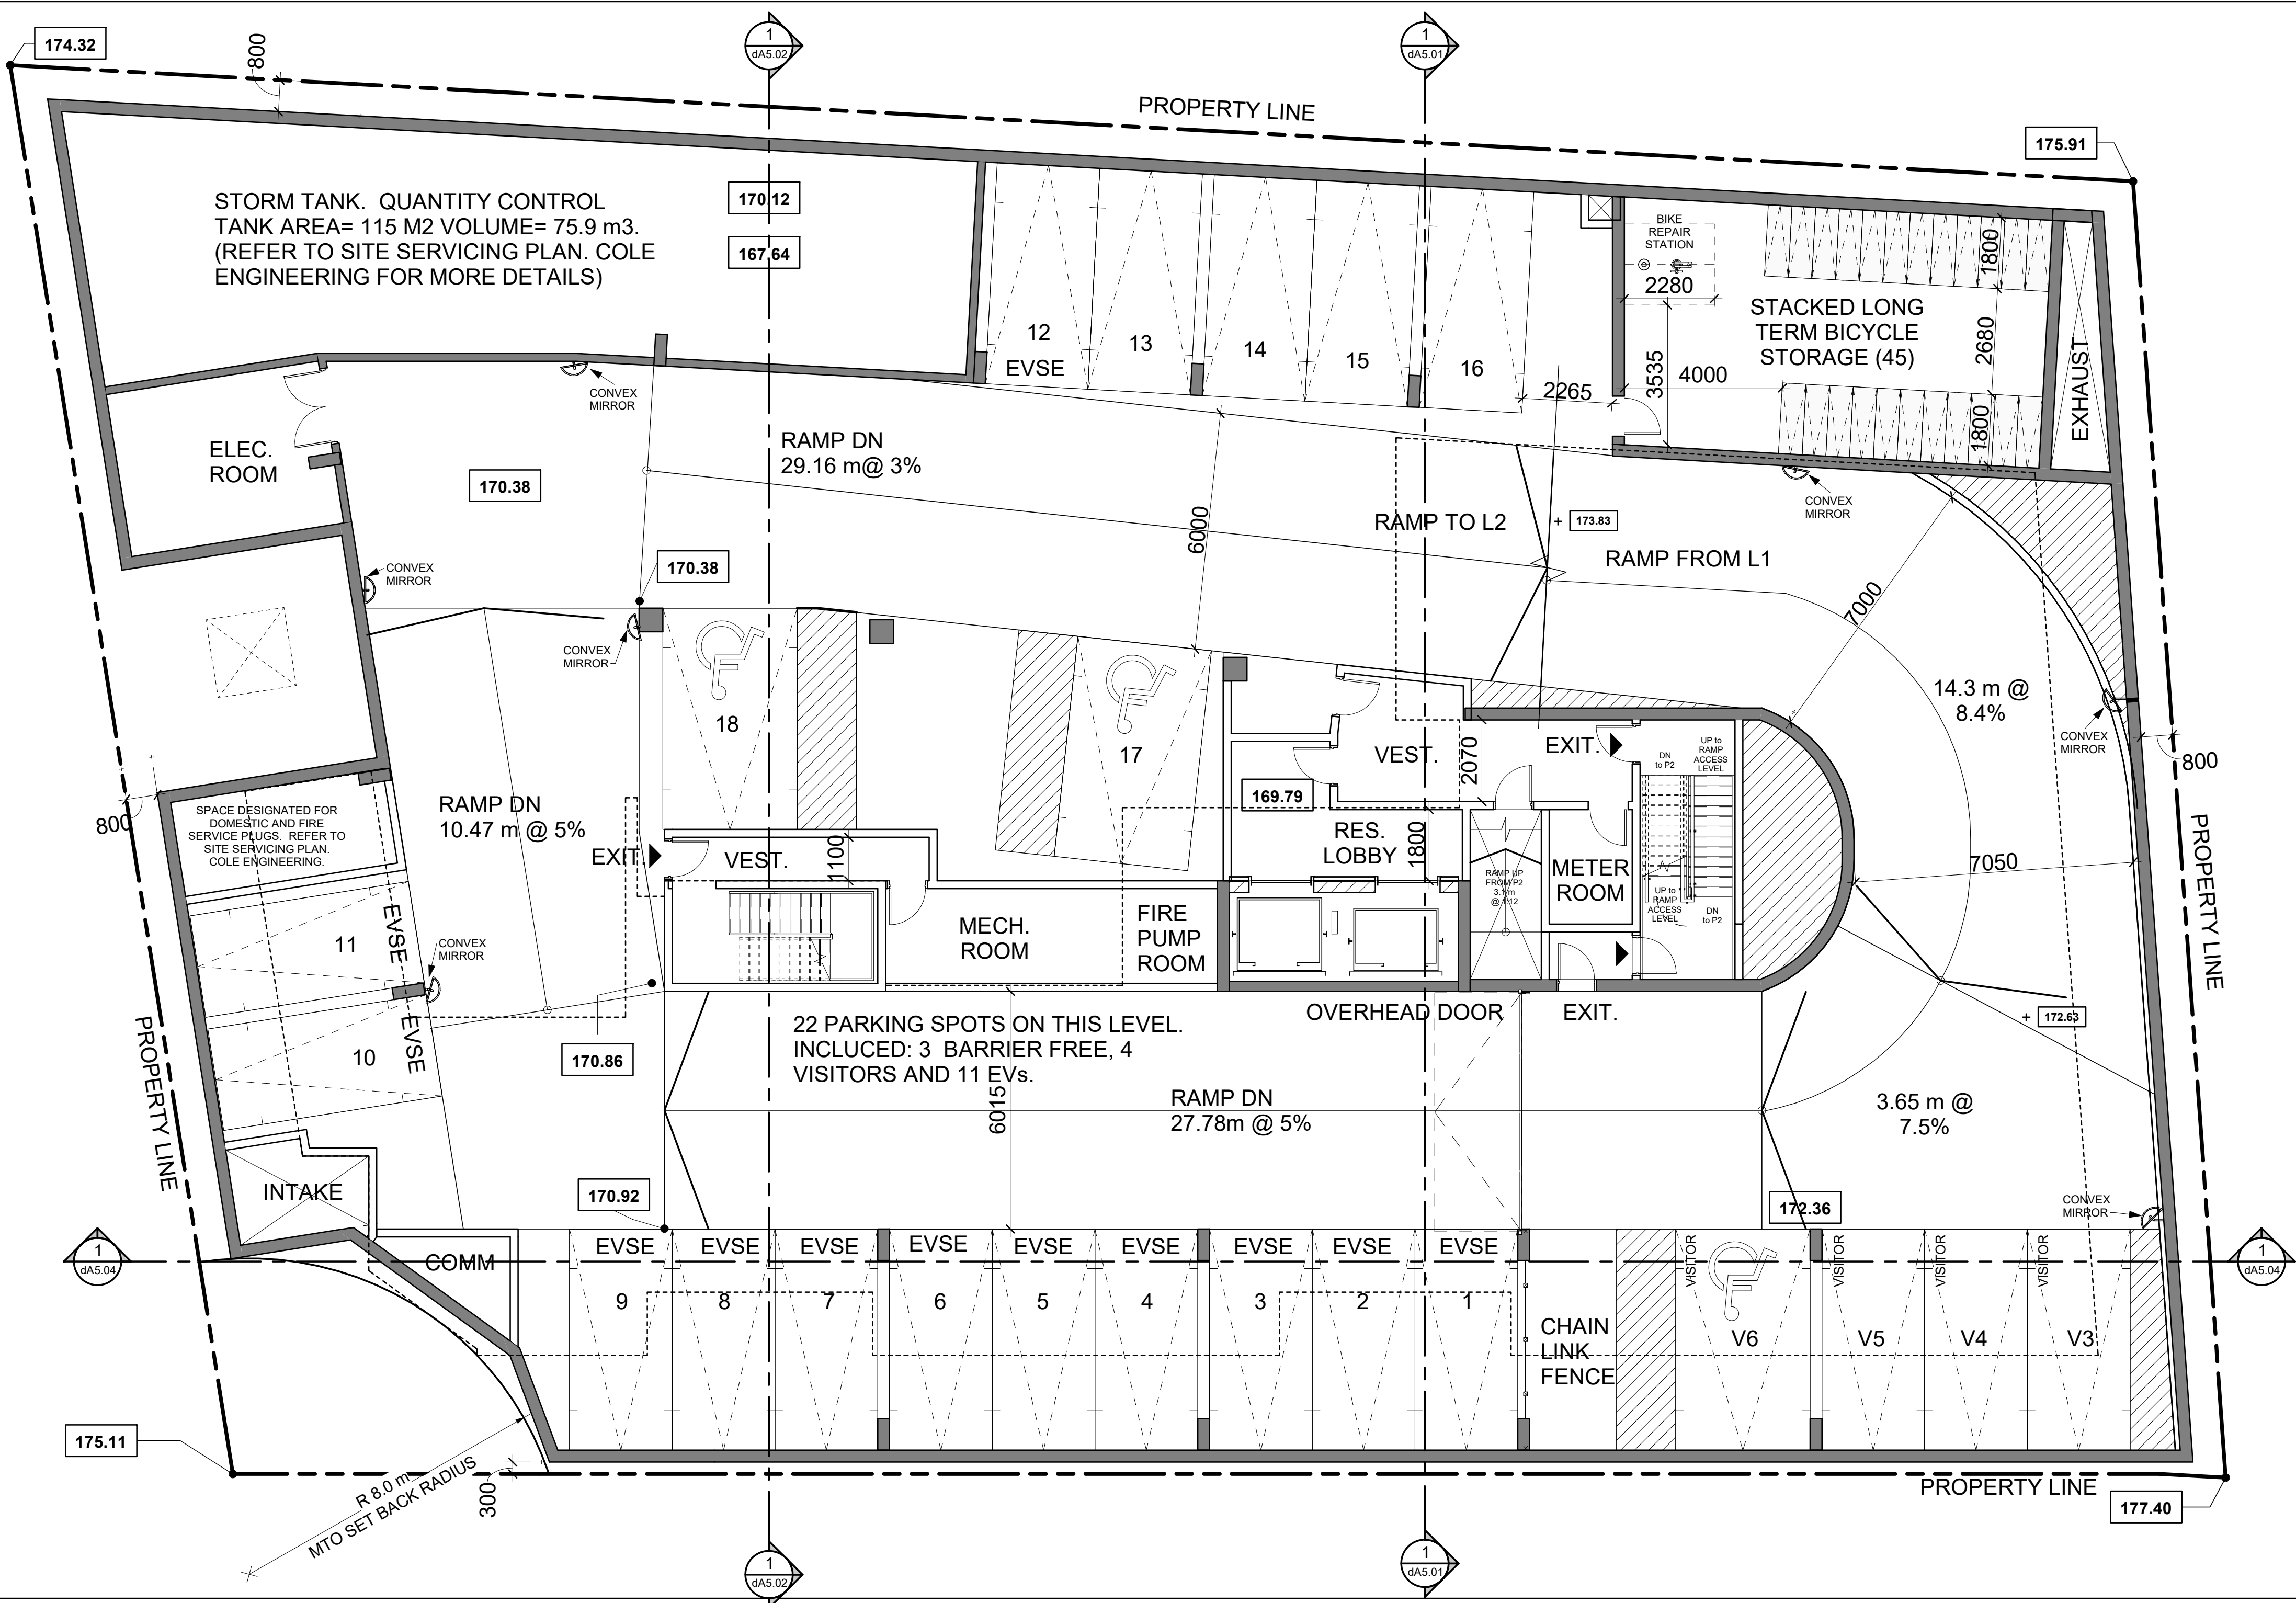 174.32
800
1
dA5.02
1
dA5.01
PROPERTY LINE
175.91
STORM TANK. QUANTITY CONTROL
TANK AREA= 115 M2 VOLUME= 75.9 m3.
(REFER TO SITE SERVICING PLAN. COLE
ENGINEERING FOR MORE DETAILS)
170.12
167.64
12
EVSE
13
14
15
16
BIKE
REPAIR
STATION
2280
3535
4000
2265
STACKED LONG
TERM BICYCLE
STORAGE (45)
1800
2680
1800
EXHAUST
CONVEX
MIRROR
ELEC.
ROOM
170.38
RAMP DN
29.16 m@ 3%
6000
RAMP TO L2
+ 173.83
RAMP FROM L1
CONVEX
MIRROR
7000
170.38
CONVEX
MIRROR
CONVEX
MIRROR
18
17
14.3 m @
8.4%
CONVEX
MIRROR
800
VEST.
2070
EXIT.
DN
to P2
UP to
RAMP
ACCESS
LEVEL
169.79
800
SPACE DESIGNATED FOR
DOMESTIC AND FIRE
SERVICE PLUGS. REFER TO
SITE SERVICING PLAN.
COLE ENGINEERING.
RAMP DN
10.47 m @ 5%
EXIT
VEST.
1100
RES.
LOBBY
1800
RAMP UP
FROM P2
3.1 m
@ 1:12
METER
ROOM
UP to
RAMP
ACCESS
LEVEL
DN
to P2
7050
PROPERTY LINE
MECH.
ROOM
FIRE
PUMP
ROOM
11
EVSE
CONVEX
MIRROR
10
EVSE
170.86
22 PARKING SPOTS ON THIS LEVEL.
INCLUCED: 3 BARRIER FREE, 4
VISITORS AND 11 EVs.
OVERHEAD DOOR
EXIT.
+ 172.63
PROPERTY LINE
6015
RAMP DN
27.78m @ 5%
3.65 m @
7.5%
INTAKE
170.92
172.36
CONVEX
MIRROR
1
dA5.04
COMM
EVSE
EVSE
EVSE
EVSE
EVSE
EVSE
EVSE
EVSE
EVSE
VISITOR
VISITOR
VISITOR
VISITOR
1
dA5.04
9
8
7
6
5
4
3
2
1
CHAIN
LINK
FENCE
V6
V5
V4
V3
175.11
R 8.0 m
MTO SET BACK RADIUS
300
PROPERTY LINE
177.40
1
dA5.02
1
dA5.01